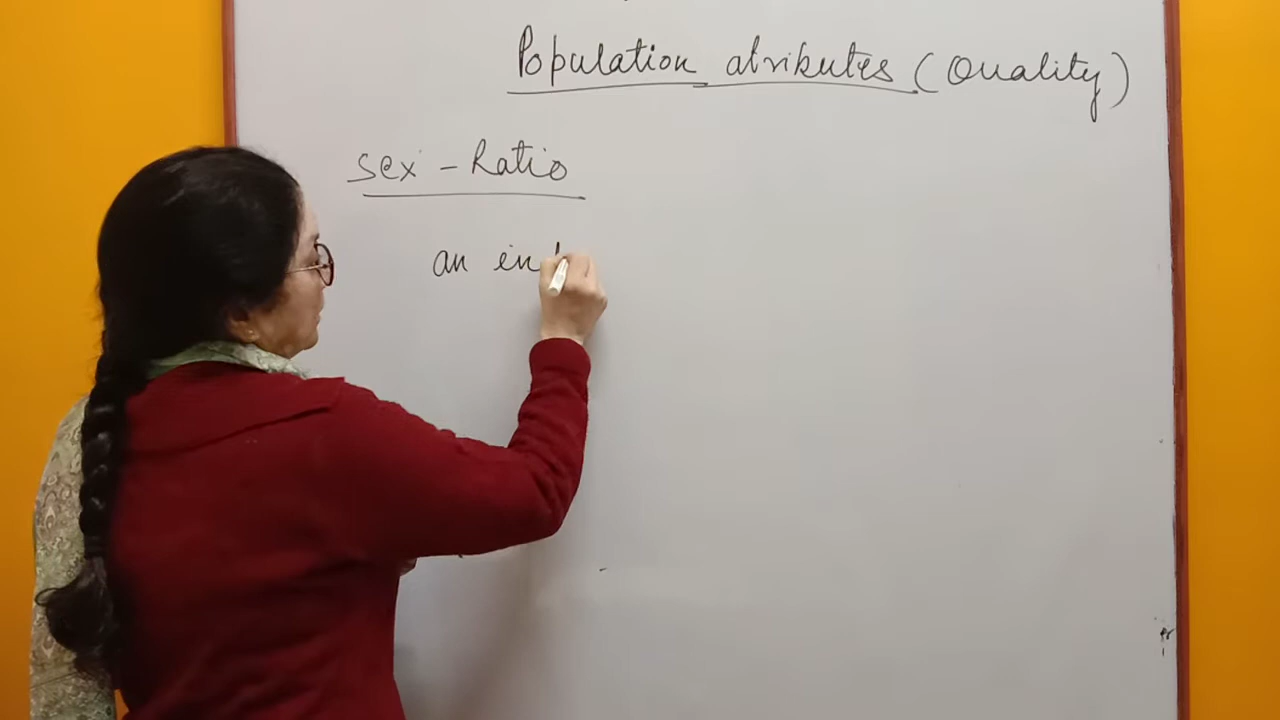 Population atributes (Quality)
Sex - Ratio
an in